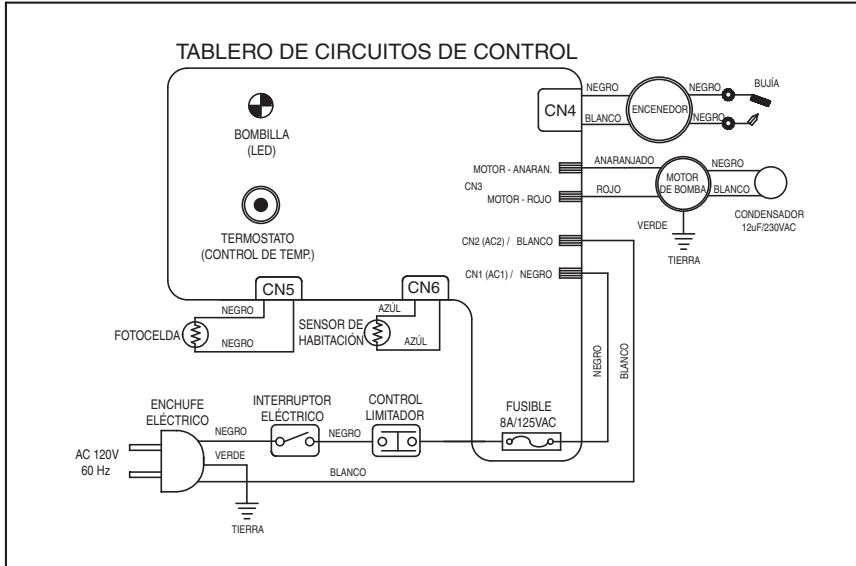 TABLERO DE CIRCUITOS DE CONTROL
BOMBILLA
(LED)
TERMOSTATO
(CONTROL DE TEMP.)
CN4
NEGRO
BLANCO
ENCENEDOR
NEGRO
NEGRO
BUJÍA
MOTOR - ANARAN.
CN3
MOTOR - ROJO
ANARANJADO
ROJO
MOTOR
DE BOMBA
NEGRO
BLANCO
CONDENSADOR
12uF/230VAC
VERDE
TIERRA
CN2 (AC2) / BLANCO
CN1 (AC1) / NEGRO
CN5
CN6
NEGRO
FOTOCELDA
NEGRO
AZÚL
SENSOR DE
HABITACIÓN
AZÚL
NEGRO
BLANCO
ENCHUFE
ELÉCTRICO
INTERRUPTOR
ELÉCTRICO
CONTROL
LIMITADOR
FUSIBLE
8A/125VAC
AC 120V
60 Hz
NEGRO
NEGRO
VERDE
BLANCO
TIERRA